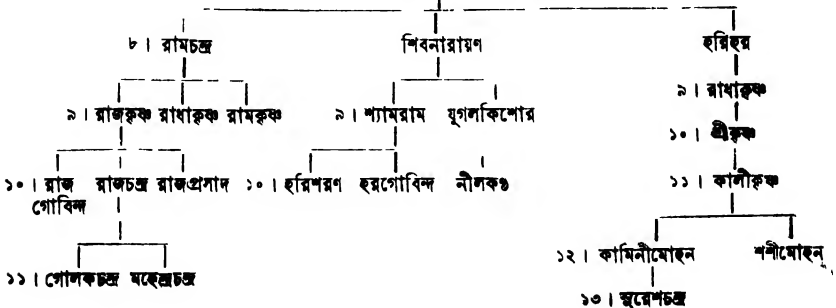 ৮। রামচন্দ্র শিবনারায়ণ হরিহর
৯। রাধাকৃষ্ণ
৯। রাজকৃষ্ণ রাধাকৃষ্ণ রামকৃষ্ণ ৯। শ্যামরাম যুগলকিশোর
১০। শ্রীকৃষ্ণ
১০। রাজ রাজচন্দ্র রাজপ্রসাদ ১০। হরিশরণ হরগোবিন্দ নীলকণ্ঠ ১১। কালীকৃষ্ণ
গোবিন্দ
১২। কামিনীমোহন শশীমোহন
১১। গোলকচন্দ্র মহেন্দ্রচন্দ্র
১৩। সুরেশচন্দ্র